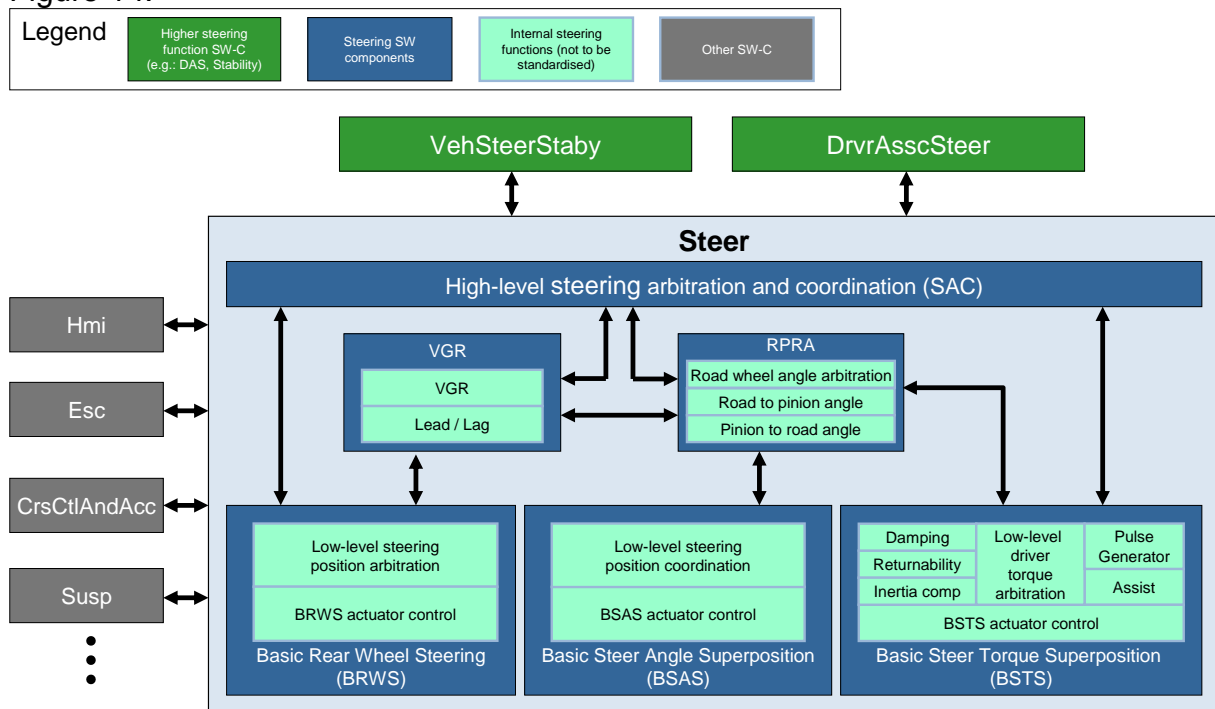 Legend
Higher steering
function SW-C
(e.g.: DAS, Stability)
Steering SW
components
Internal steering
functions (not to be
standardised)
Other SW-C
VehSteerStaby
DrvrAsscSteer
Steer
High-level steering arbitration and coordination (SAC)
Hmi
Esc
CrsCtlAndAcc
Susp
VGR
VGR
Lead / Lag
RPRA
Road wheel angle arbitration
Road to pinion angle
Pinion to road angle
Low-level steering
position arbitration
BRWS actuator control
Basic Rear Wheel Steering
(BRWS)
Low-level steering
position coordination
BSAS actuator control
Basic Steer Angle Superposition
(BSAS)
Damping
Returnability
Inertia comp
Low-level
driver
torque
arbitration
Pulse
Generator
Assist
BSTS actuator control
Basic Steer Torque Superposition
(BSTS)